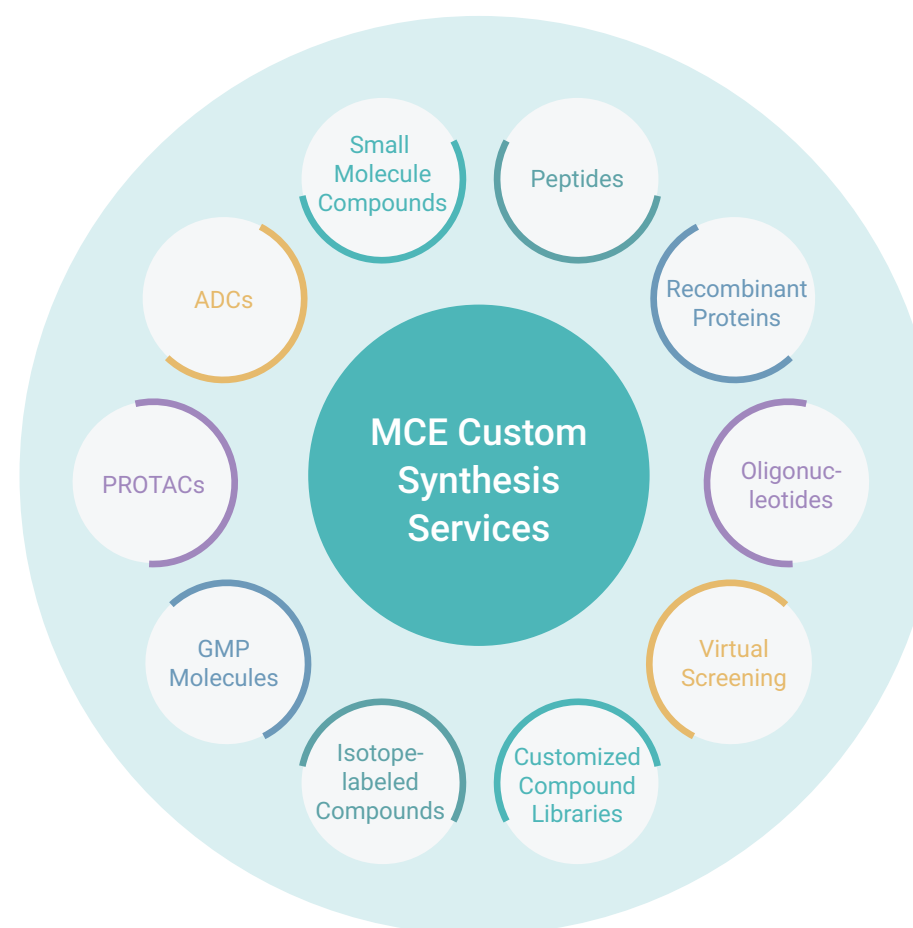 Small
Molecule
Compounds
Peptides
ADCs
Recombinant
Proteins
MCE Custom
Synthesis
Services
PROTACs
Oligonuc-
leotides
GMP
Molecules
Virtual
Screening
Isotope-
labeled
Compounds
Customized
Compound
Libraries